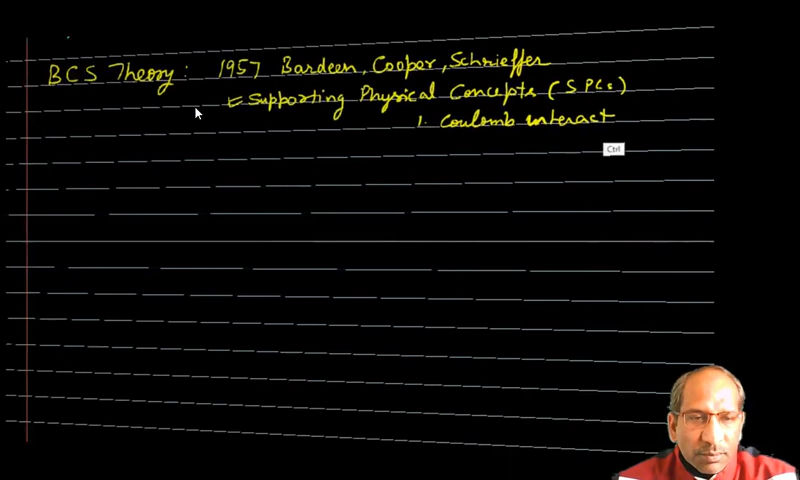 BCS Theory: 1957 Bardeen, Cooper, Schrieffer
Supporting Physical Concepts (SPCs)
1. Coulomb interact
Ctrl